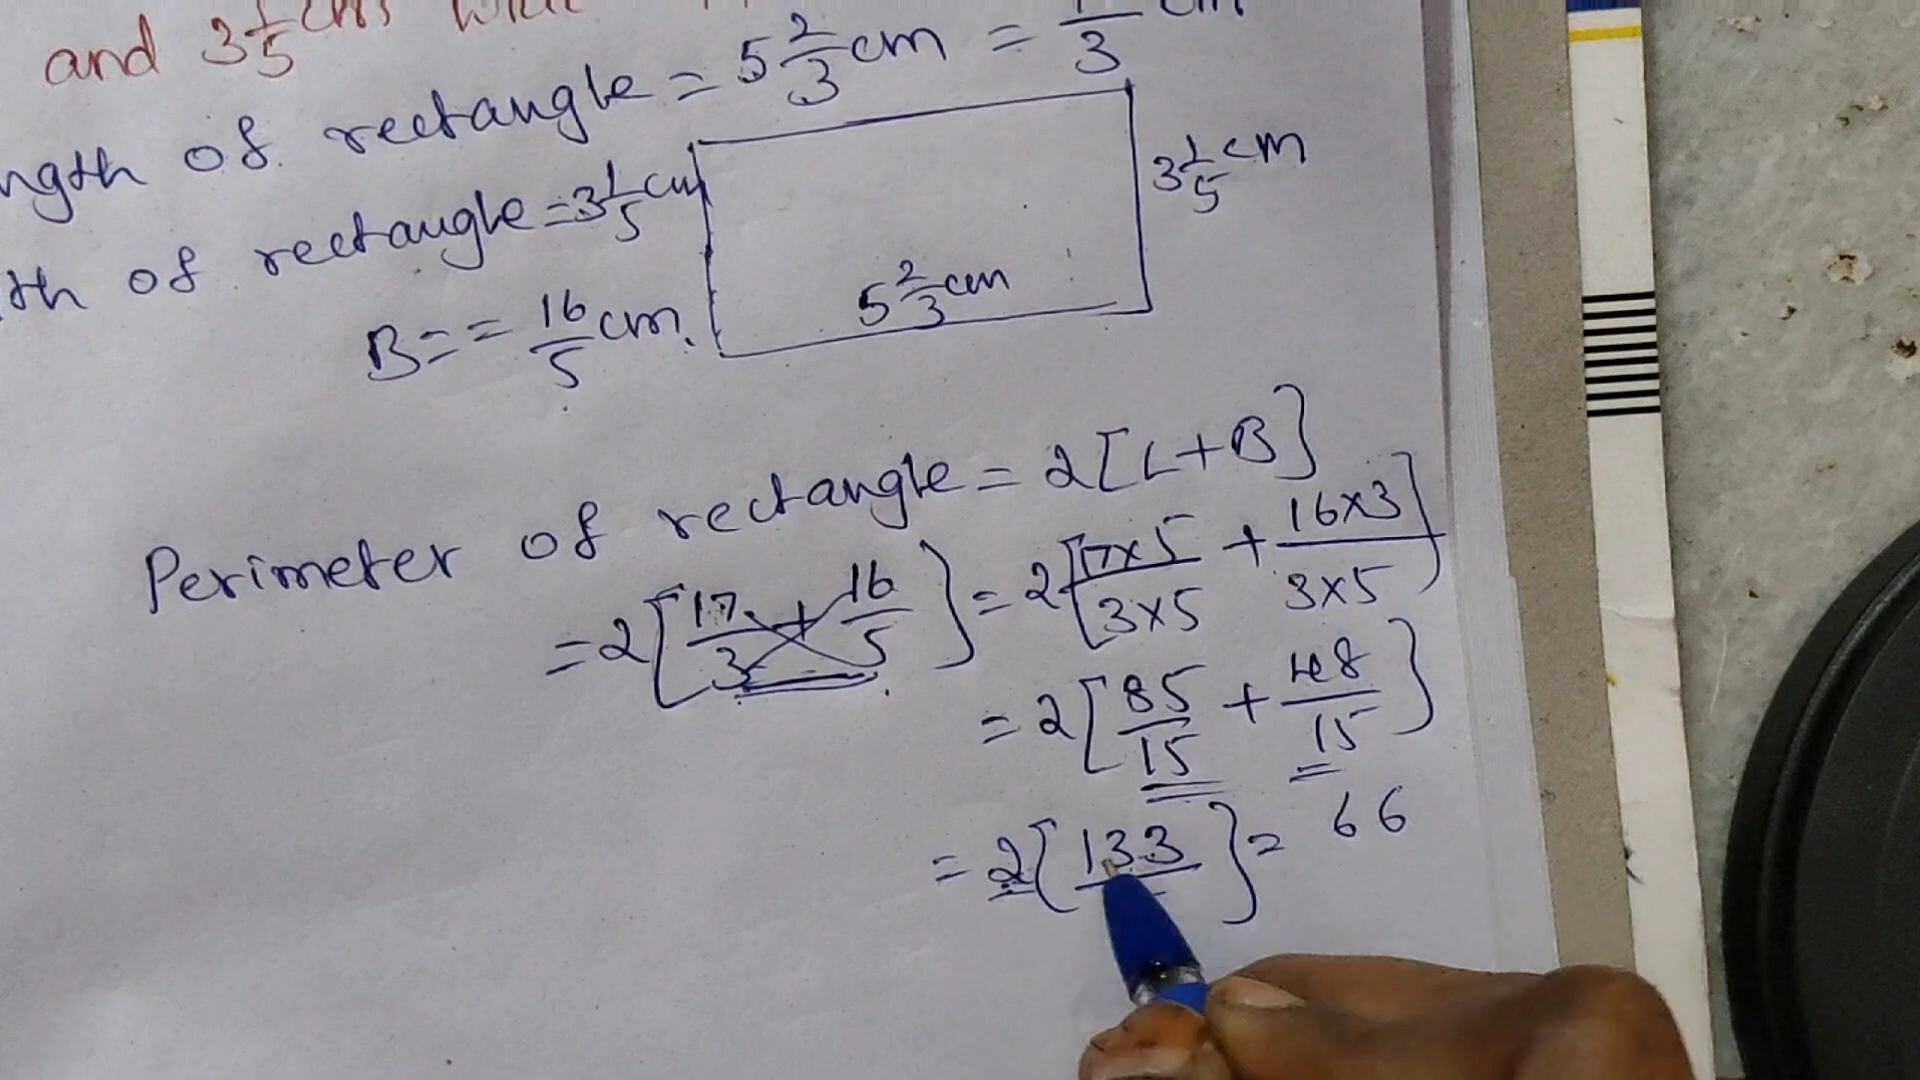 and 3 1/5 cms
ngth of rectangle = 5 2/3 cm = /3 cm
th of rectangle = 3 1/5 cm
3 1/5 cm
5 2/3 cm
B = = 16/5 cm.
Perimeter of rectangle = 2[L+B]
= 2[17/3 + 16/5] = 2[17×5/3×5 + 16×3/3×5]
= 2[85/15 + 48/15]
= 2[133/ ] = 66